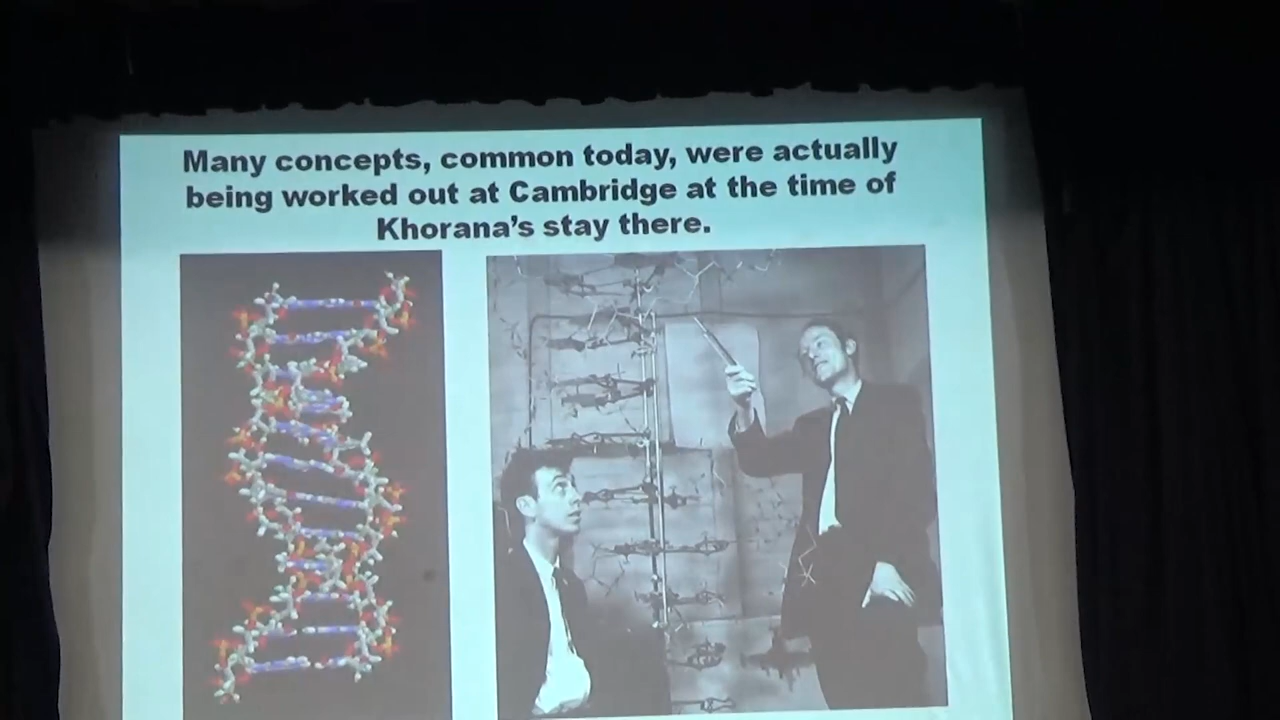 Many concepts, common today, were actually
being worked out at Cambridge at the time of
Khorana's stay there.